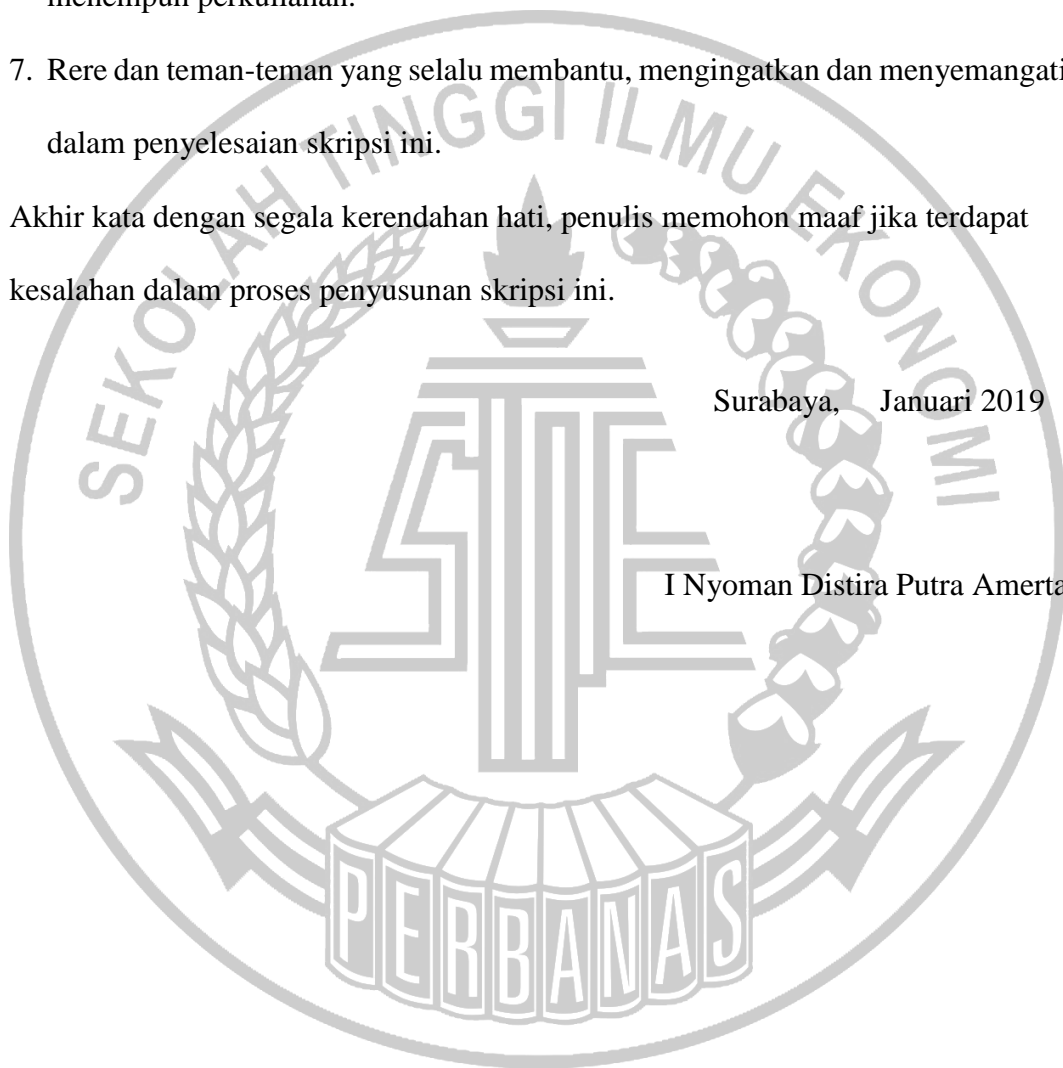 menempuh perkuliahan.
7. Rere dan teman-teman yang selalu membantu, mengingatkan dan menyemangati
dalam penyelesaian skripsi ini.
Akhir kata dengan segala kerendahan hati, penulis memohon maaf jika terdapat
kesalahan dalam proses penyusunan skripsi ini.
Surabaya, Januari 2019
I Nyoman Distira Putra Amerta
SEKOLAH TINGGI ILMU EKONOMI
PERBANAS